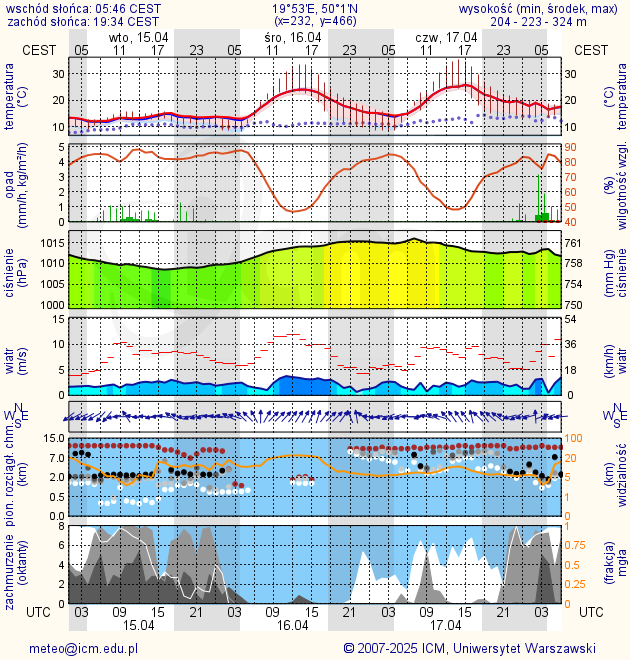 wschód słońca: 05:46 CEST 19°53'E, 50°1'N wysokość (min, środek, max)
zachód słońca: 19:34 CEST (x=232, y=466) 204 - 223 - 324 m
wto, 15.04 śro, 16.04 czw, 17.04
CEST 05 11 17 23 05 11 17 23 05 11 17 23 05 CEST
temperatura (°C) 30 20 10 30 20 10 (°C) temperatura
opad (mm/h, kg/m²/h) 5 4 3 2 1 0 90 80 70 60 50 40 (%) wilgotność wzgl.
ciśnienie (hPa) 1015 1010 1005 1000 761 758 754 750 (mm Hg) ciśnienie
wiatr (m/s) 15 10 5 0 54 36 18 0 (km/h) wiatr
N W E S N W E S
pion. rozciągł. chm. (km) 15.0 7.0 2.0 0.5 0.0 100 20 5 1 0 (km) widzialność
zachmurzenie (oktanty) 8 6 4 2 0 1 0.75 0.5 0.25 0 (frakcja) mgła
UTC 03 09 15 21 03 09 15 21 03 09 15 21 03 UTC
15.04 16.04 17.04
meteo@icm.edu.pl © 2007-2025 ICM, Uniwersytet Warszawski